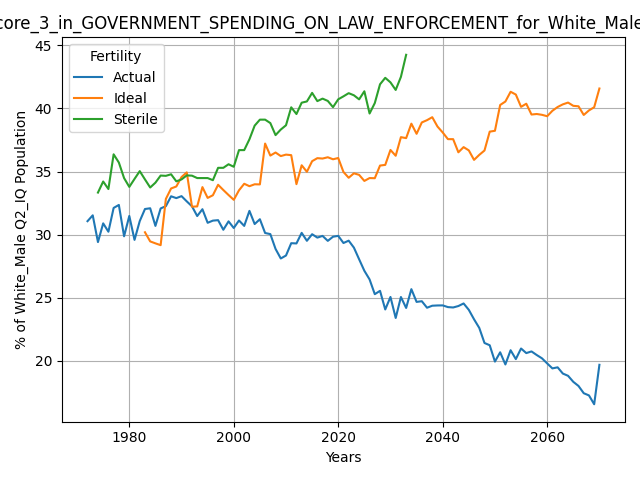 core_3_in_GOVERNMENT_SPENDING_ON_LAW_ENFORCEMENT_for_White_Male
45
40
35
30
25
20
% of White_Male Q2_IQ Population
Fertility
Actual
Ideal
Sterile
1980
2000
2020
2040
2060
Years